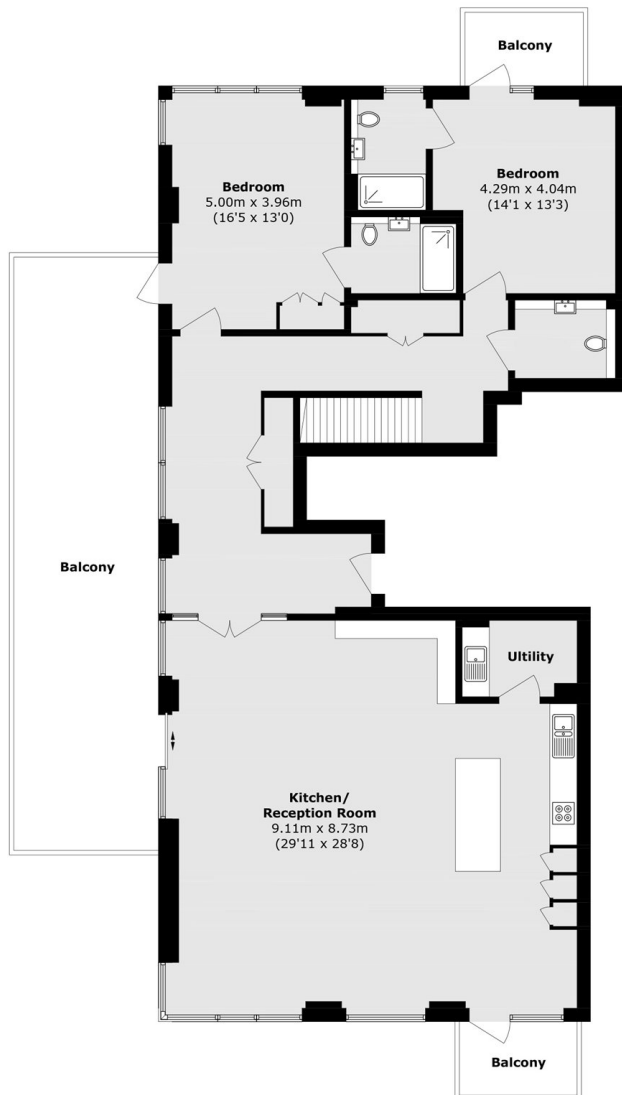 Balcony
Bedroom
5.00m x 3.96m
(16'5 x 13'0)
Bedroom
4.29m x 4.04m
(14'1 x 13'3)
Balcony
Ultility
Kitchen/
Reception Room
9.11m x 8.73m
(29'11 x 28'8)
Balcony